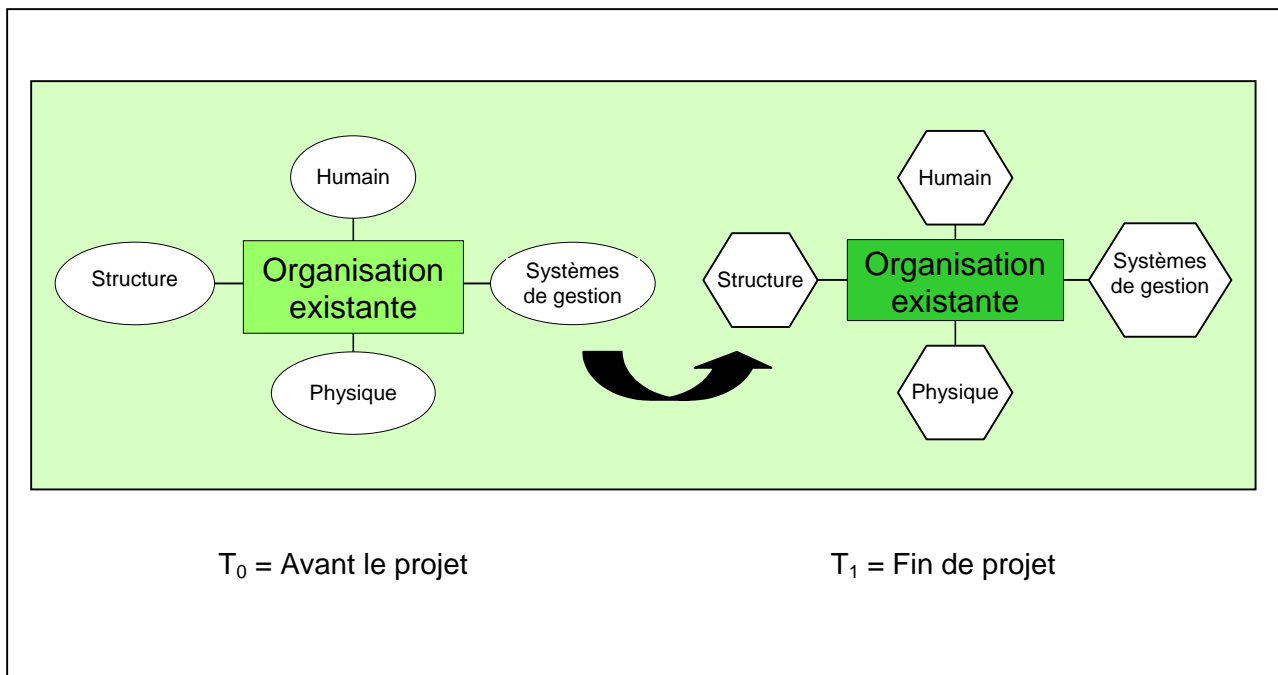 Humain
Structure
Organisation
existante
Systèmes
de gestion
Physique
Humain
Structure
Organisation
existante
Systèmes
de gestion
Physique
T₀ = Avant le projet
T₁ = Fin de projet